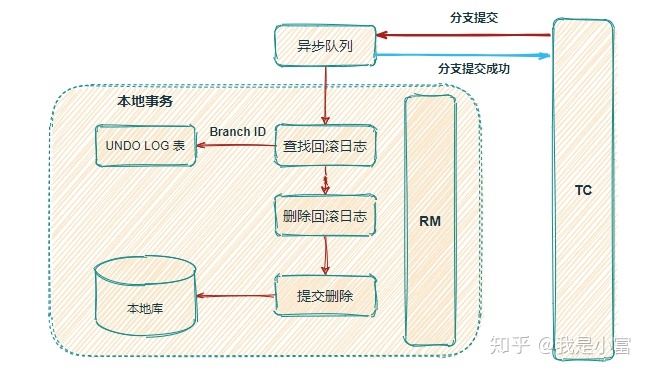 分支提交
异步队列
分支提交成功
本地事务
Branch ID
UNDO LOG 表
查找回滚日志
TC
删除回滚日志
RM
提交删除
本地库
知乎 @我是小富